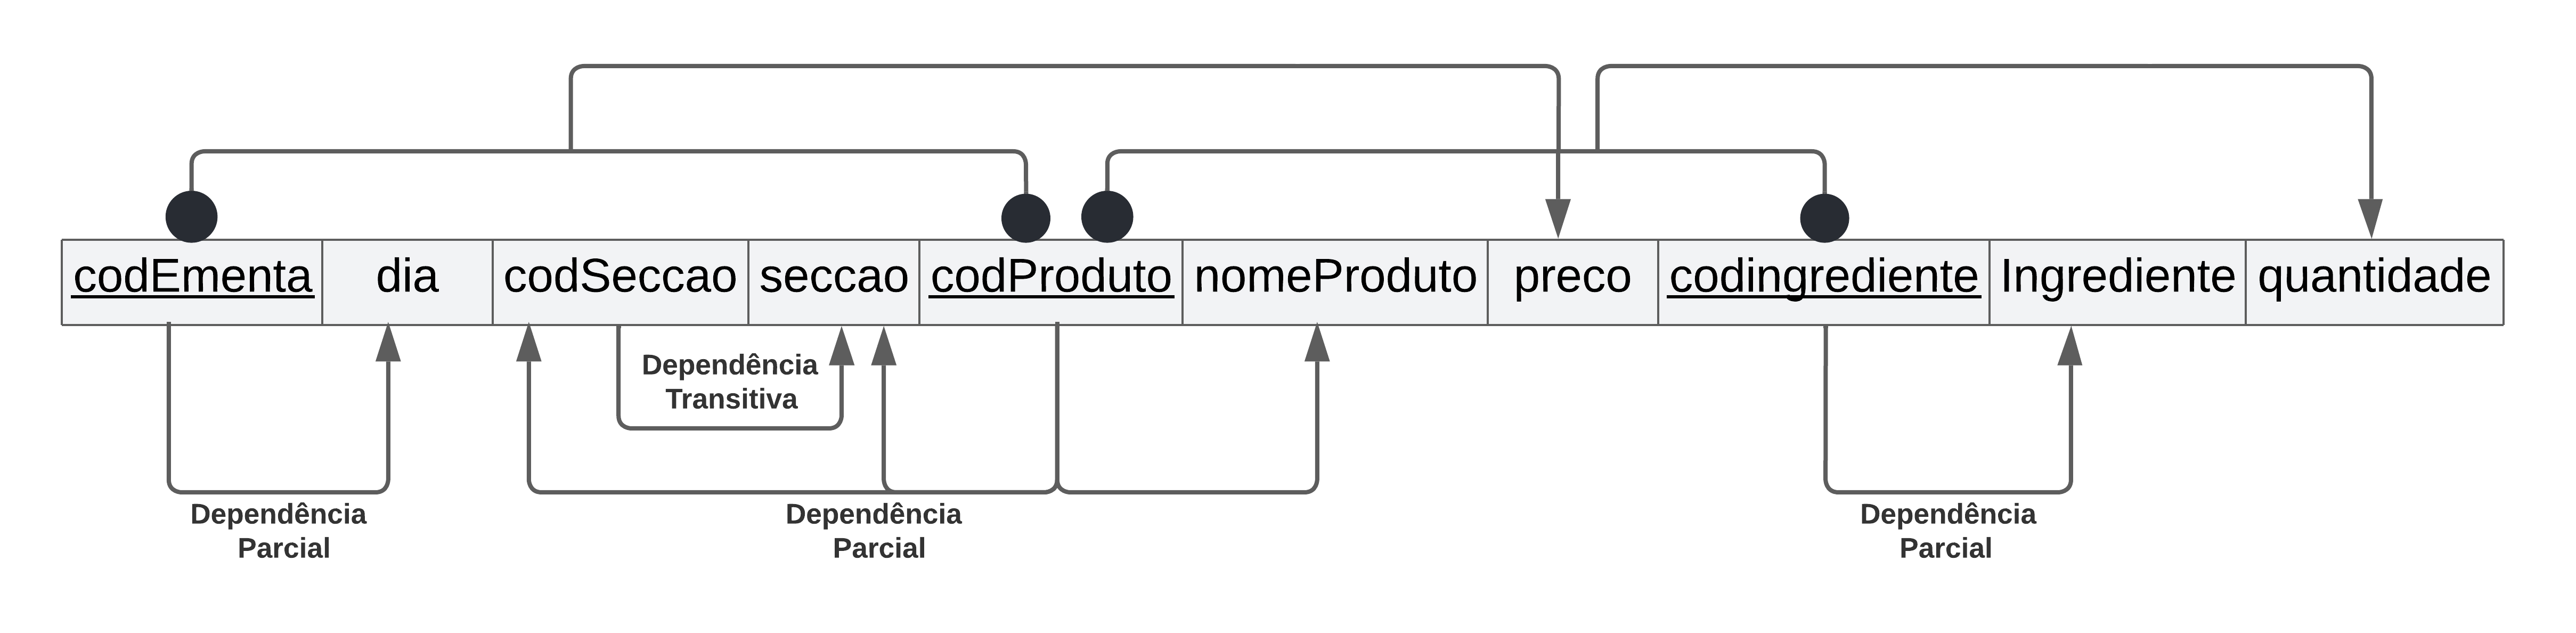 codEmenta dia codSeccao seccao codProduto nomeProduto preco codingrediente Ingrediente quantidade
Dependência
Transitiva
Dependência
Parcial
Dependência
Parcial
Dependência
Parcial